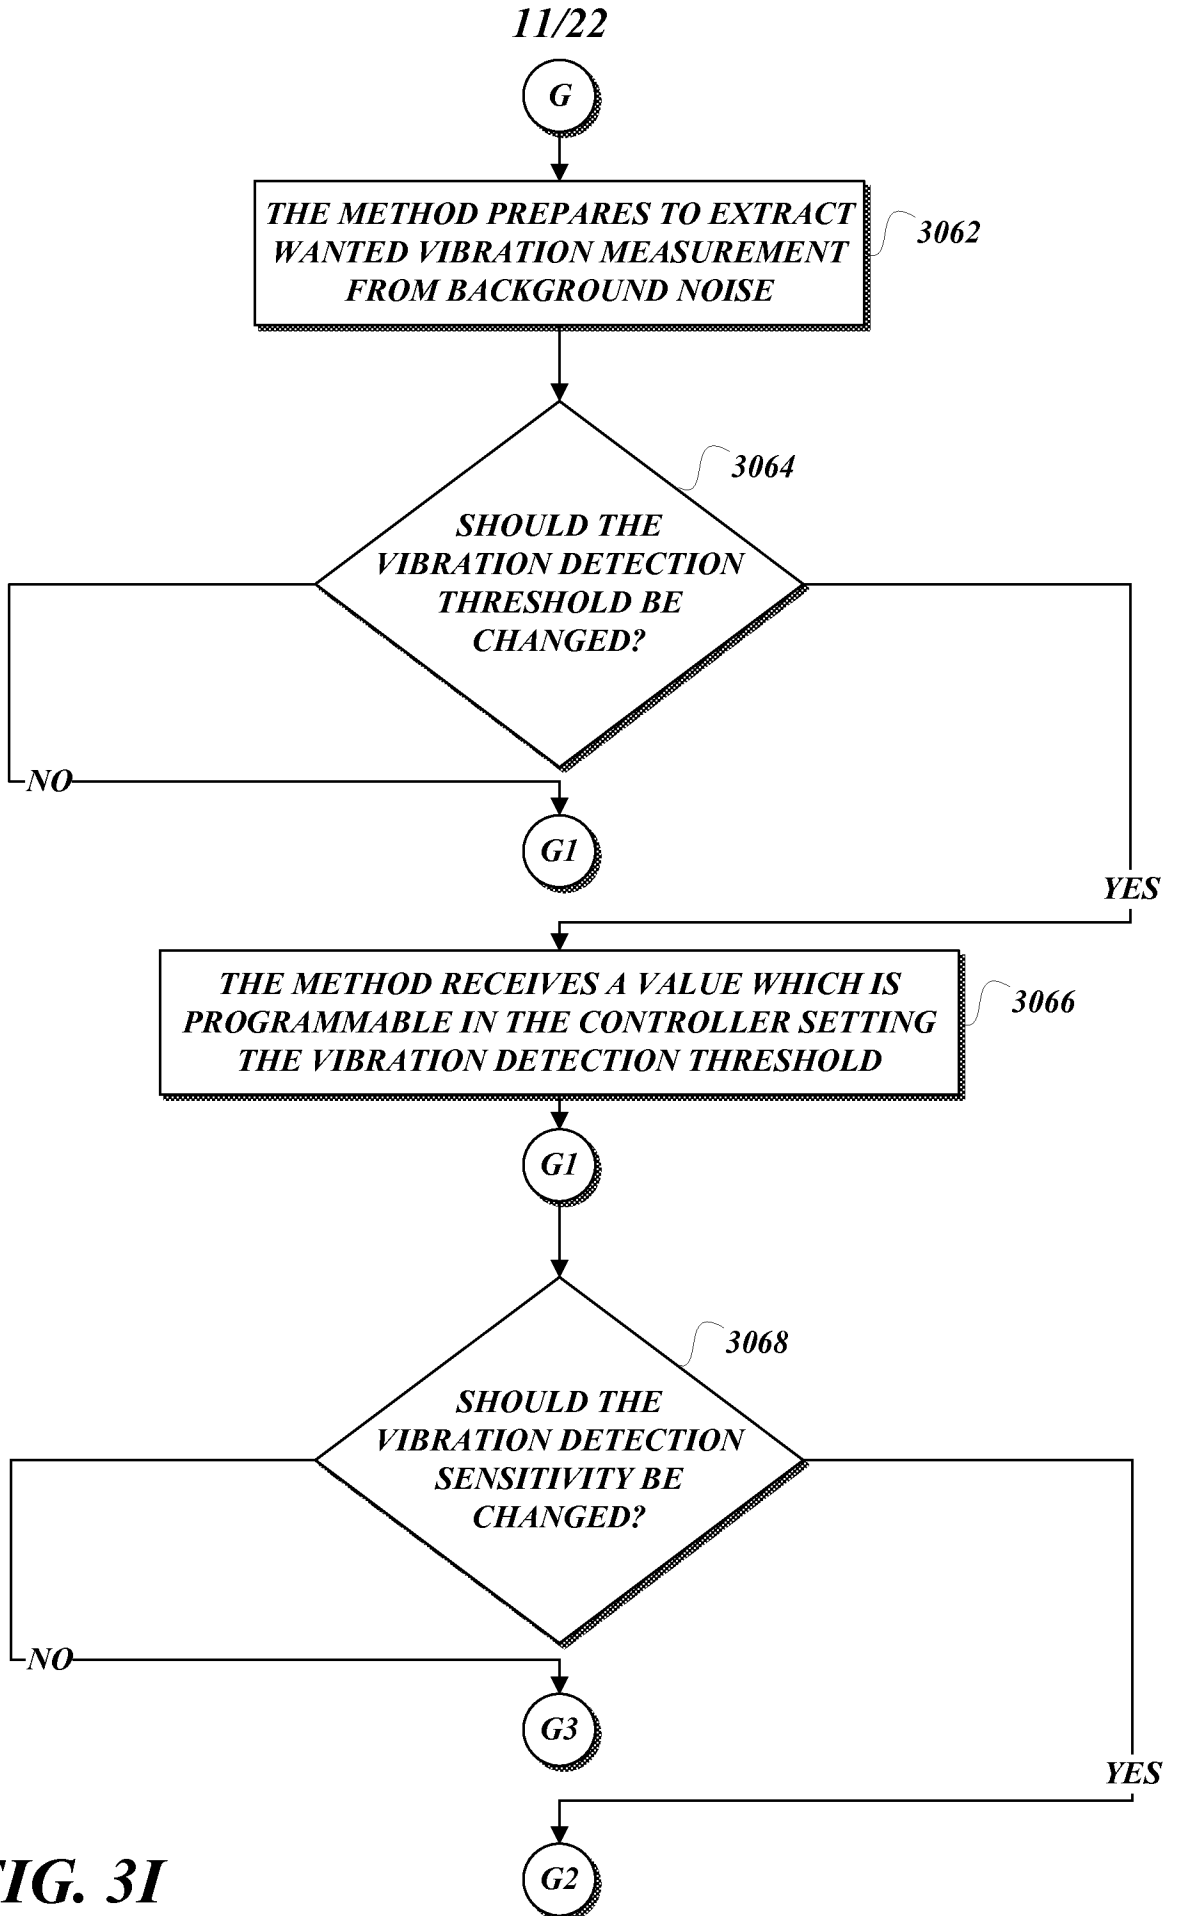 11/22
G
THE METHOD PREPARES TO EXTRACT
WANTED VIBRATION MEASUREMENT
FROM BACKGROUND NOISE
3062
3064
SHOULD THE
VIBRATION DETECTION
THRESHOLD BE
CHANGED?
NO
G1
YES
THE METHOD RECEIVES A VALUE WHICH IS
PROGRAMMABLE IN THE CONTROLLER SETTING
THE VIBRATION DETECTION THRESHOLD
3066
G1
3068
SHOULD THE
VIBRATION DETECTION
SENSITIVITY BE
CHANGED?
NO
G3
YES
G2
FIG. 3I